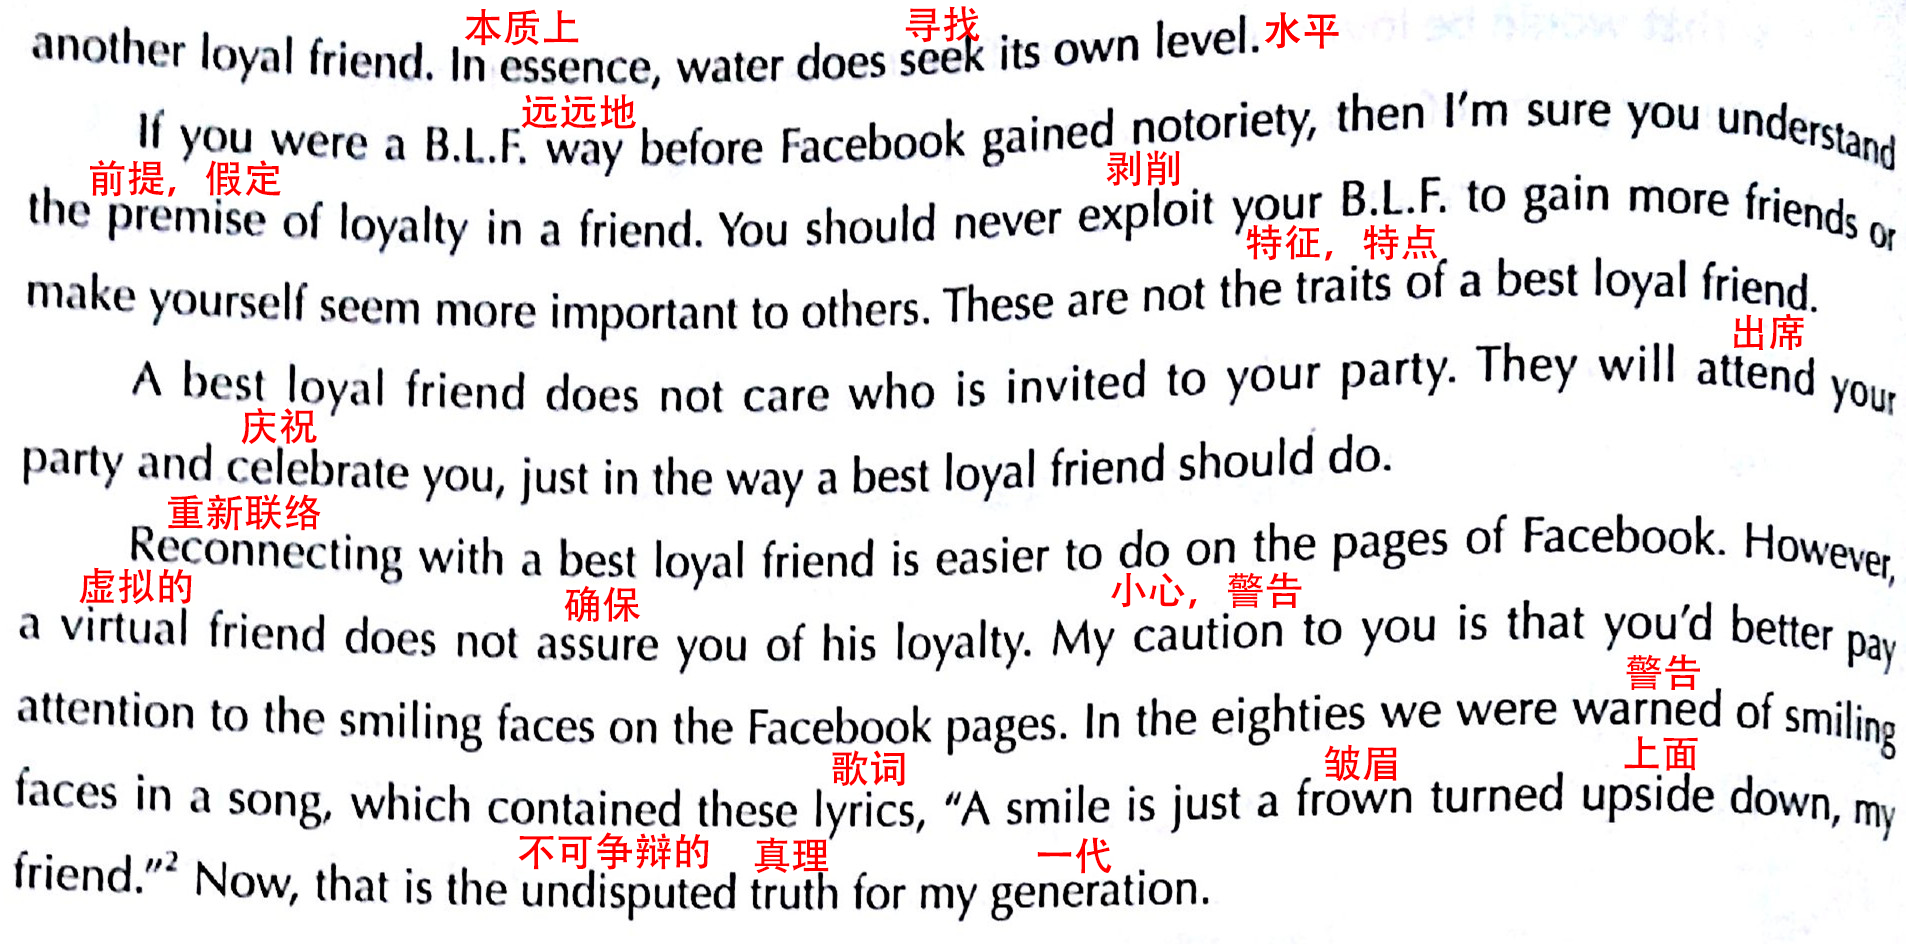 本质上 寻找
another loyal friend. In essence, water does seek its own level. 水平
远远地
If you were a B.L.F. way before Facebook gained notoriety, then I'm sure you understand
前提，假定 剥削
the premise of loyalty in a friend. You should never exploit your B.L.F. to gain more friends or
特征，特点
make yourself seem more important to others. These are not the traits of a best loyal friend.
出席
A best loyal friend does not care who is invited to your party. They will attend your
庆祝
party and celebrate you, just in the way a best loyal friend should do.
重新联络
Reconnecting with a best loyal friend is easier to do on the pages of Facebook. However,
虚拟的 确保 小心，警告
a virtual friend does not assure you of his loyalty. My caution to you is that you'd better pay
警告
attention to the smiling faces on the Facebook pages. In the eighties we were warned of smiling
歌词 皱眉 上面
faces in a song, which contained these lyrics, “A smile is just a frown turned upside down, my
不可争辩的 真理 一代
friend.”² Now, that is the undisputed truth for my generation.